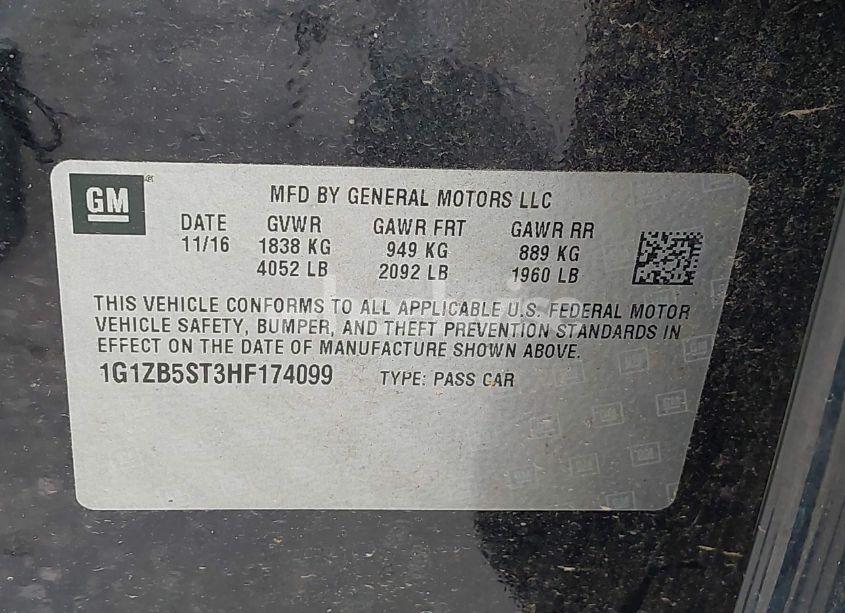 GM
MFD BY GENERAL MOTORS LLC
DATE GVWR GAWR FRT GAWR RR
11/16 1838 KG 949 KG 889 KG
4052 LB 2092 LB 1960 LB
THIS VEHICLE CONFORMS TO ALL APPLICABLE U.S. FEDERAL MOTOR
VEHICLE SAFETY, BUMPER, AND THEFT PREVENTION STANDARDS IN
EFFECT ON THE DATE OF MANUFACTURE SHOWN ABOVE.
1G1ZB5ST3HF174099 TYPE: PASS CAR